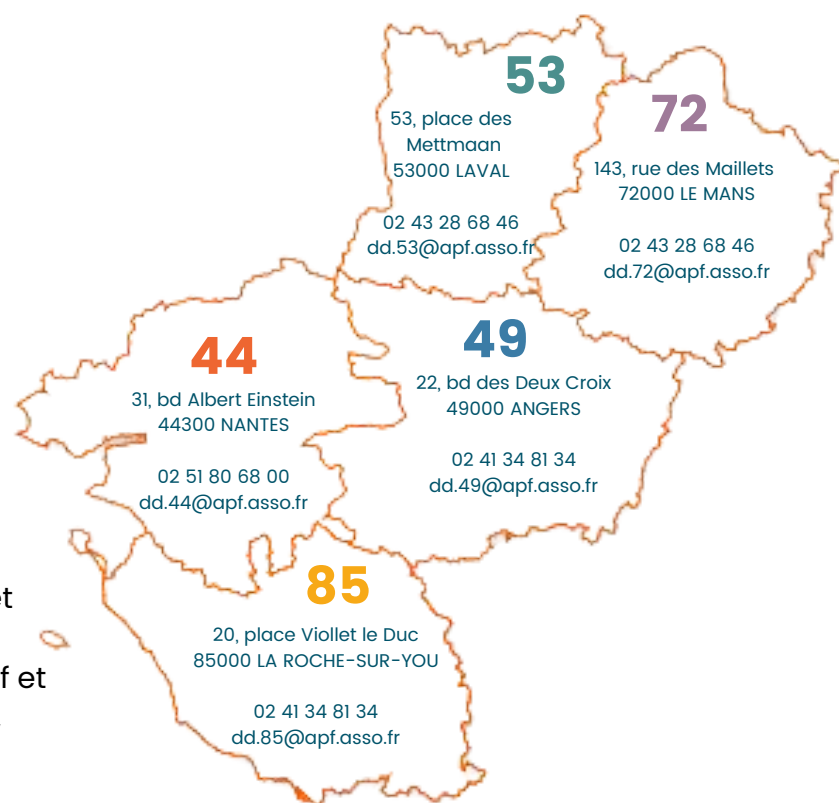 53
53, place des
Mettmaan
53000 LAVAL
02 43 28 68 46
dd.53@apf.asso.fr
72
143, rue des Maillets
72000 LE MANS
02 43 28 68 46
dd.72@apf.asso.fr
44
31, bd Albert Einstein
44300 NANTES
02 51 80 68 00
dd.44@apf.asso.fr
49
22, bd des Deux Croix
49000 ANGERS
02 41 34 81 34
dd.49@apf.asso.fr
85
20, place Viollet le Duc
85000 LA ROCHE-SUR-YOU
02 41 34 81 34
dd.85@apf.asso.fr
et